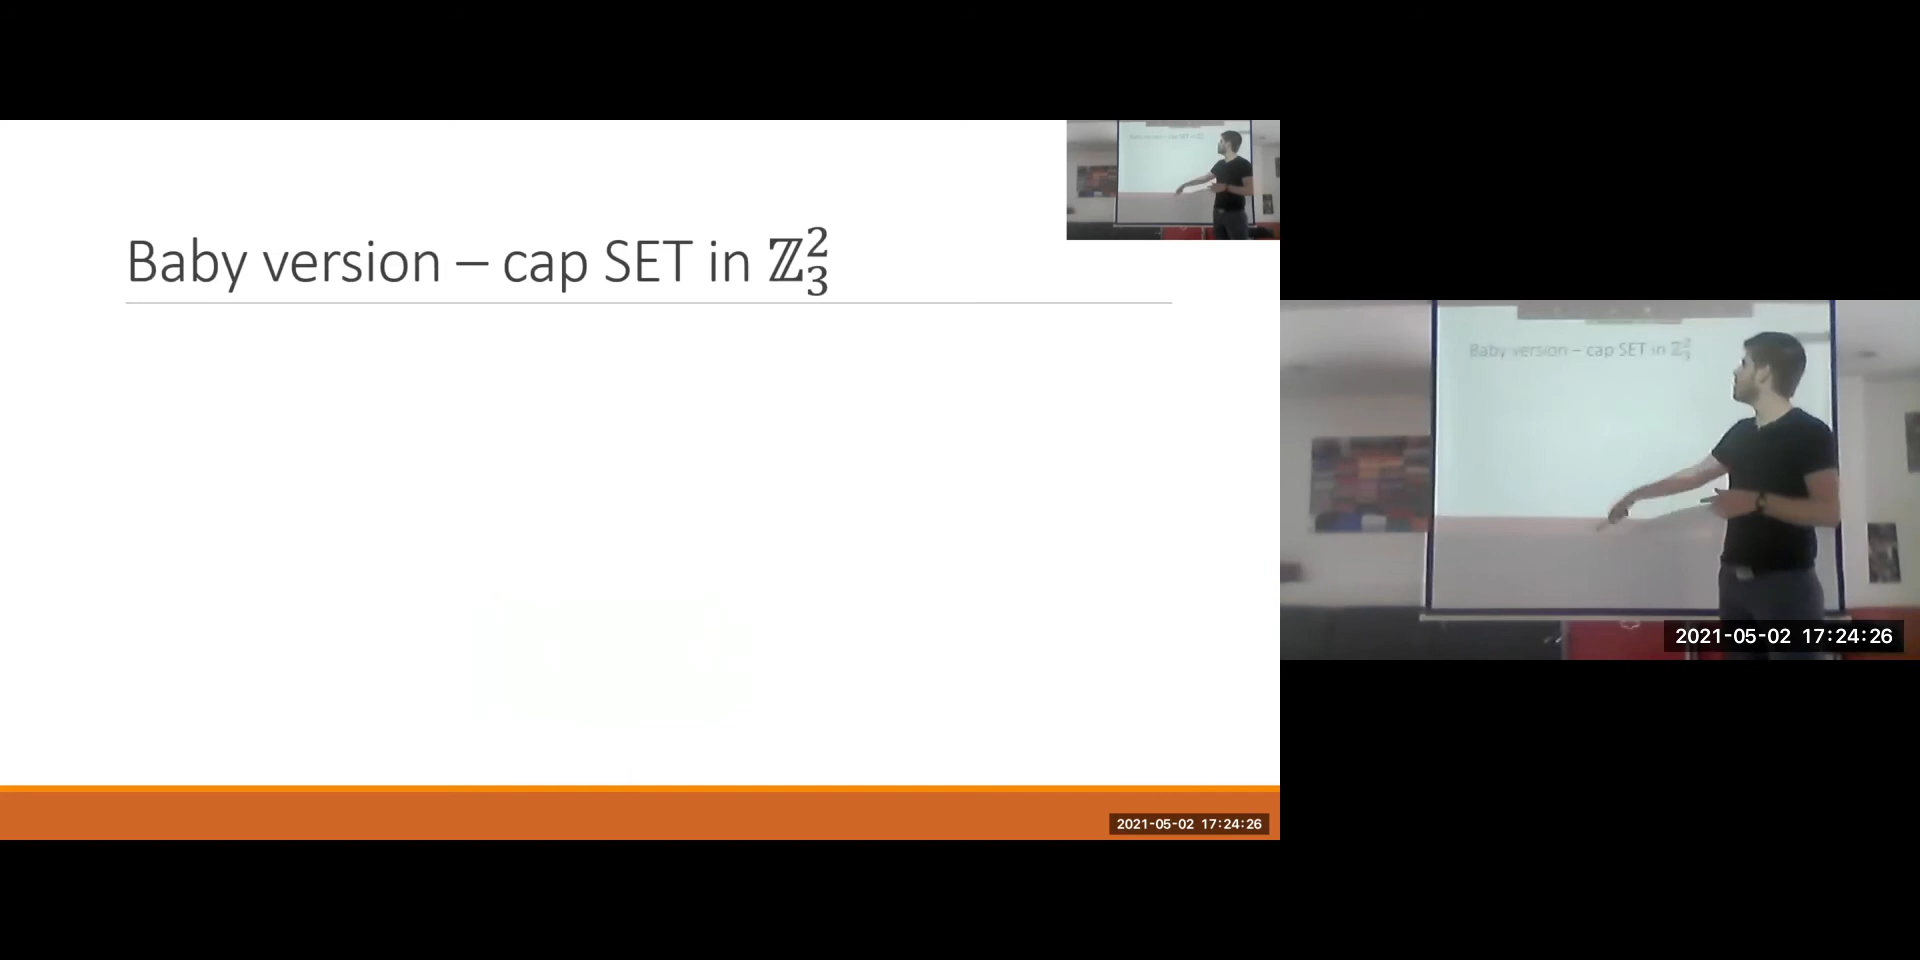 Baby version – cap SET in ℤ₃²
2021-05-02 17:24:26
Baby version – cap SET in ℤ₃²
2021-05-02 17:24:26